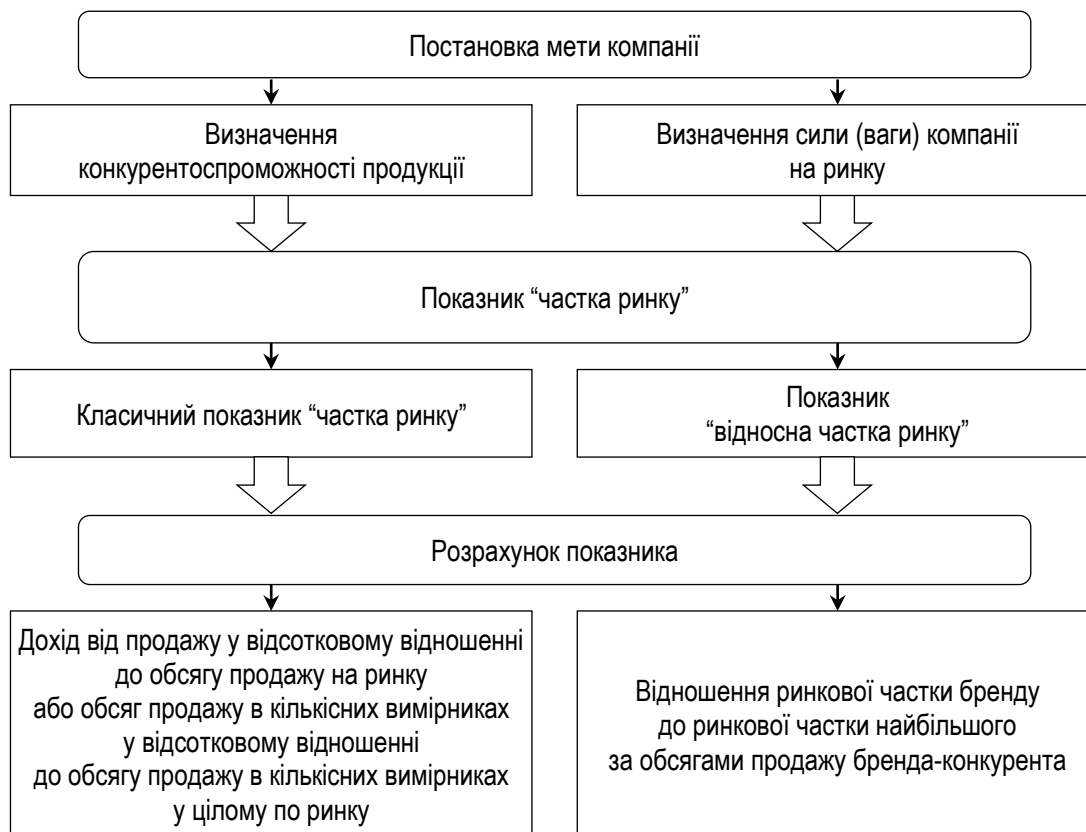 Постановка мети компанії
Визначення
конкурентоспроможності продукції
Визначення сили (ваги) компанії
на ринку
Показник “частка ринку”
Класичний показник “частка ринку”
Показник
“відносна частка ринку”
Розрахунок показника
Дохід від продажу у відсотковому відношенні
до обсягу продажу на ринку
або обсяг продажу в кількісних вимірниках
у відсотковому відношенні
до обсягу продажу в кількісних вимірниках
у цілому по ринку
Відношення ринкової частки бренду
до ринкової частки найбільшого
за обсягами продажу бренда-конкурента